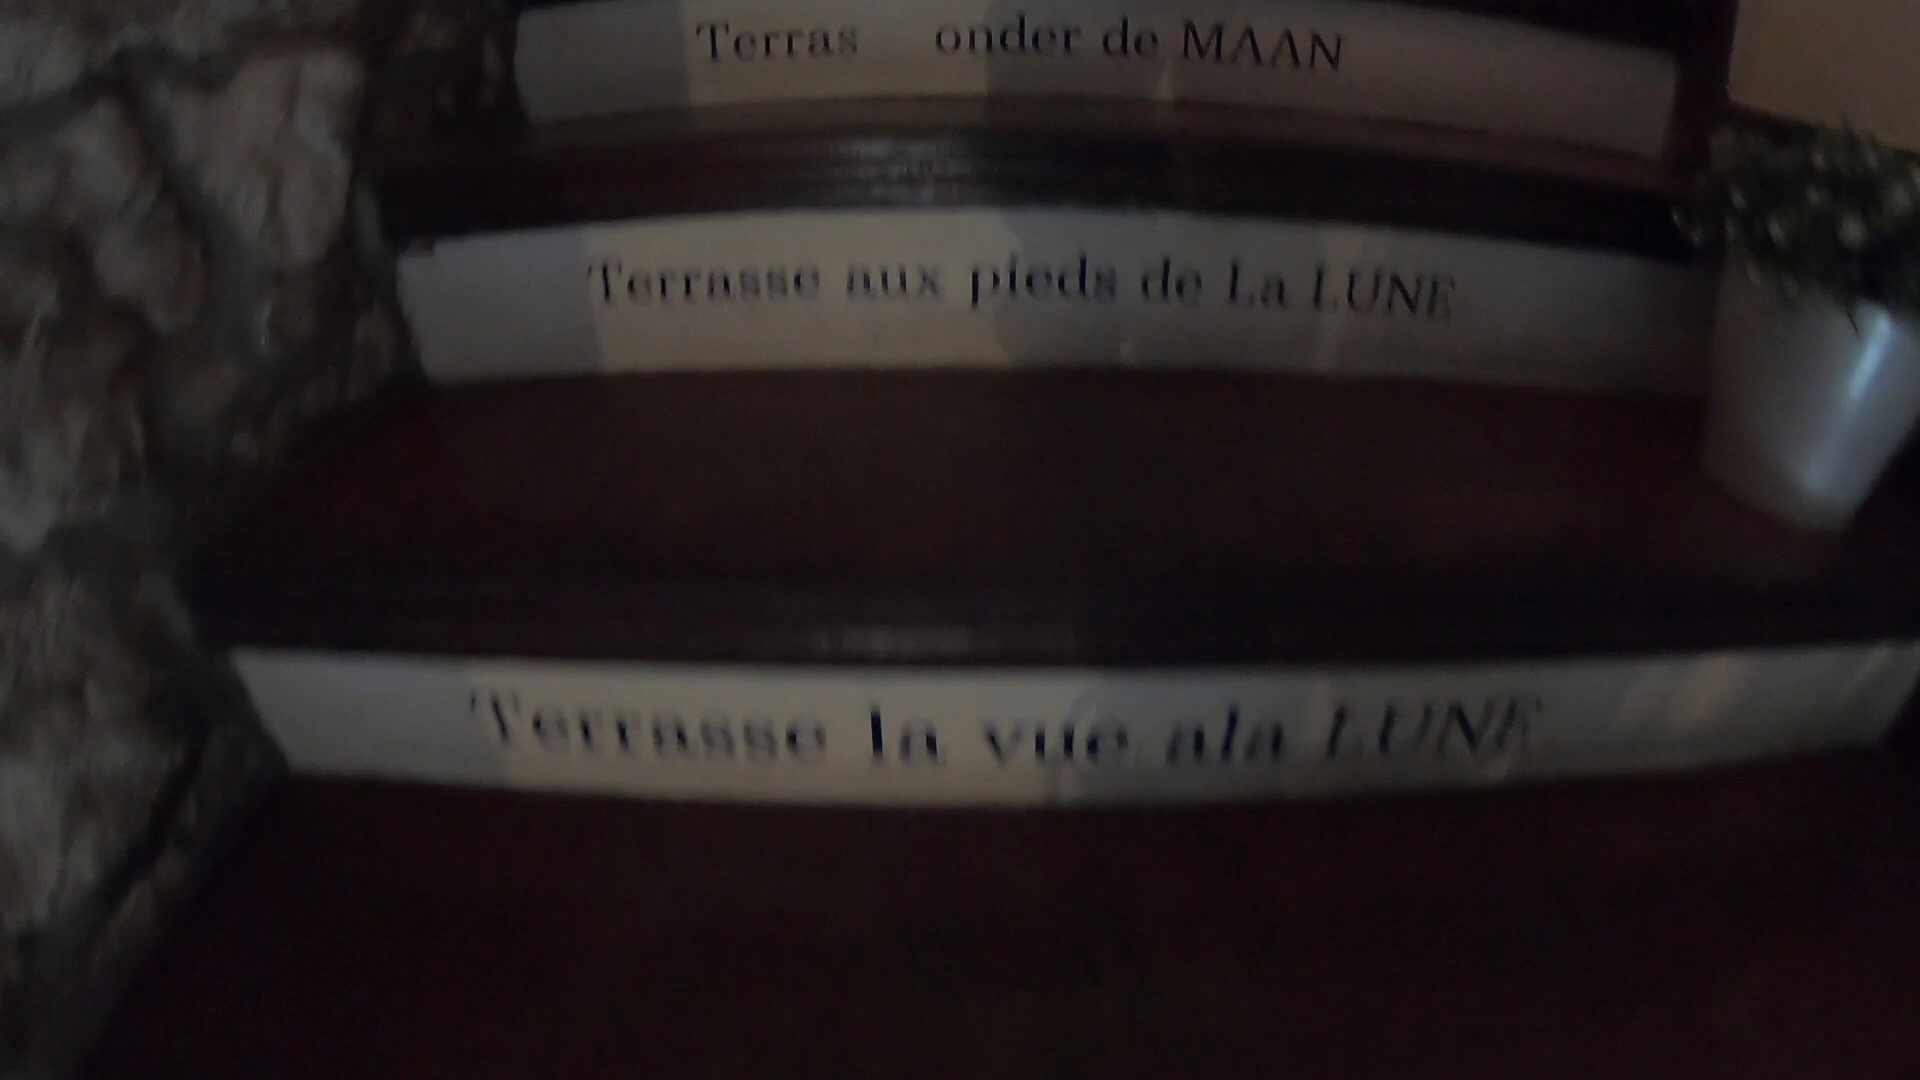 Terras onder de MAAN
Terrasse aux pieds de La LUNE
Terrasse la vue ala LUNE